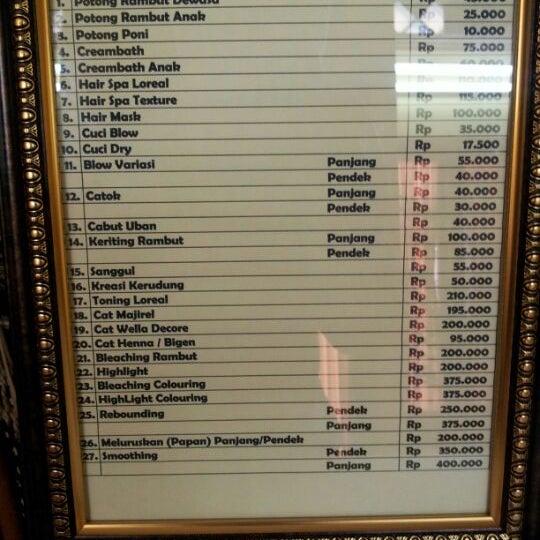 1. Potong Rambut Dewasa Rp
2. Potong Rambut Anak Rp 25.000
3. Potong Poni Rp 10.000
4. Creambath Rp 75.000
5. Creambath Anak Rp
6. Hair Spa Loreal Rp
7. Hair Spa Texture Rp 115.000
8. Hair Mask Rp 100.000
9. Cuci Blow Rp 35.000
10. Cuci Dry Rp 17.500
11. Blow Variasi Panjang Rp 55.000
Pendek Rp 40.000
12. Catok Panjang Rp 40.000
Pendek Rp 30.000
13. Cabut Uban Rp 40.000
14. Keriting Rambut Panjang Rp 100.000
Pendek Rp 85.000
15. Sanggul Rp 55.000
16. Kreasi Kerudung Rp 50.000
17. Toning Loreal Rp 210.000
18. Cat Majirel Rp 195.000
19. Cat Wella Decore Rp 200.000
20. Cat Henna / Bigen Rp 95.000
21. Bleaching Rambut Rp 200.000
22. Highlight Rp 200.000
23. Bleaching Colouring Rp 375.000
24. HighLight Colouring Rp 375.000
25. Rebounding Pendek Rp 250.000
Panjang Rp 375.000
26. Meluruskan (Papan) Panjang/Pendek Rp 200.000
27. Smoothing Pendek Rp 350.000
Panjang Rp 400.000